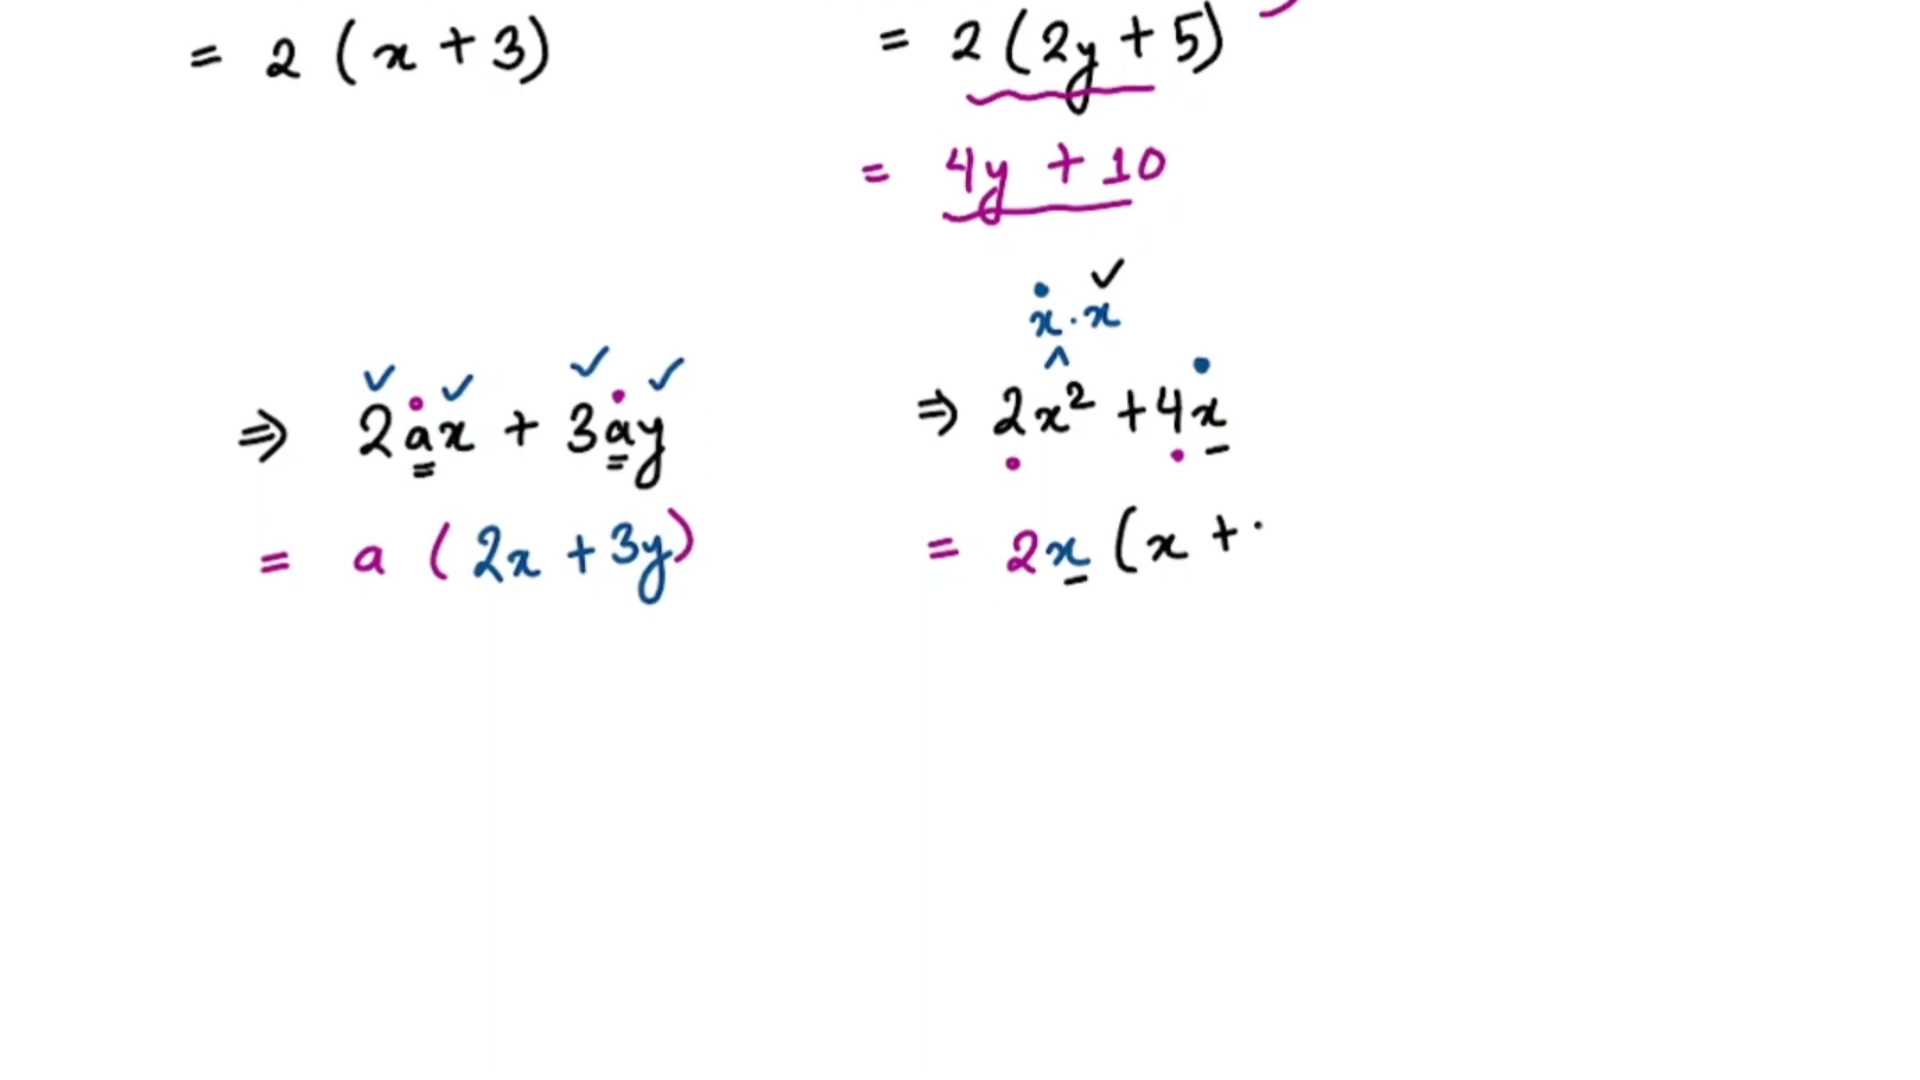 = 2 (x + 3)
= 2 (2y + 5)
= 4y + 10
⇒ 2ax + 3ay
= a (2x + 3y)
x · x
⇒ 2x² + 4x
= 2x (x + ·